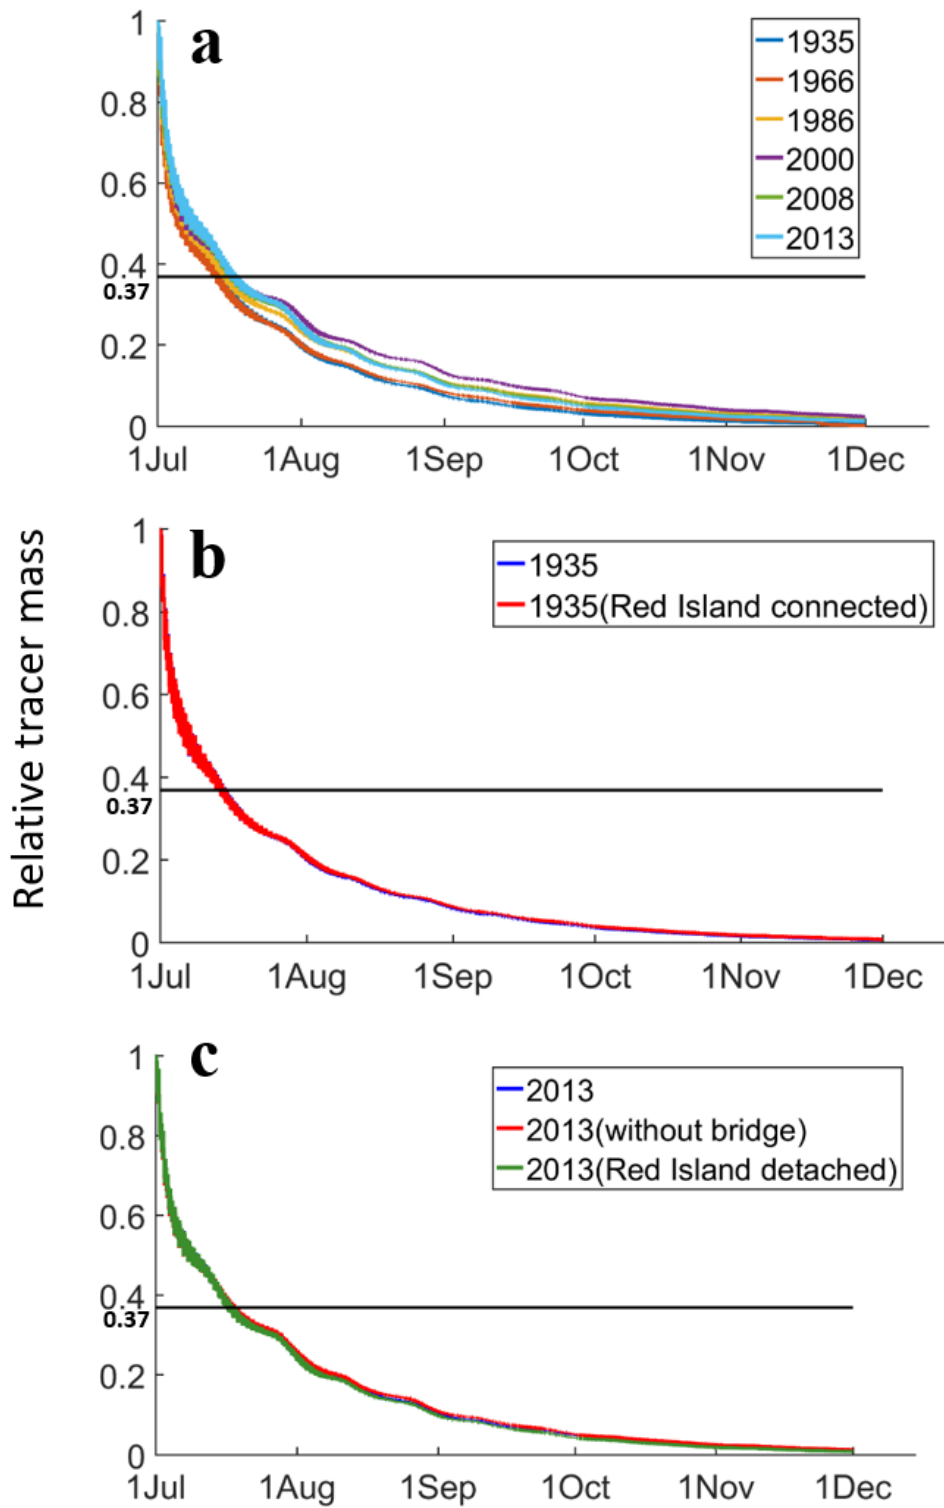 Relative tracer mass
a
1
0.8
0.6
0.4
0.37
0.2
0
1Jul 1Aug 1Sep 1Oct 1Nov 1Dec
1935
1966
1986
2000
2008
2013
b
1
0.8
0.6
0.4
0.37
0.2
0
1Jul 1Aug 1Sep 1Oct 1Nov 1Dec
1935
1935(Red Island connected)
c
1
0.8
0.6
0.4
0.37
0.2
0
1Jul 1Aug 1Sep 1Oct 1Nov 1Dec
2013
2013(without bridge)
2013(Red Island detached)